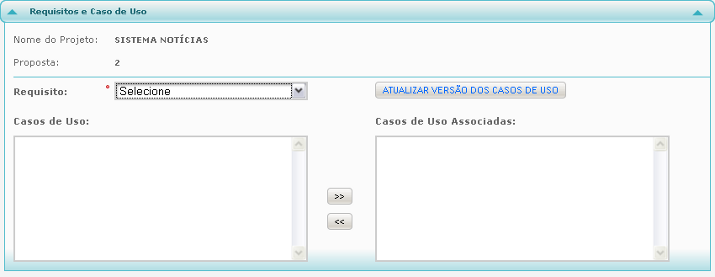 Requisitos e Caso de Uso
Nome do Projeto: SISTEMA NOTÍCIAS
Proposta: 2
Requisito: * Selecione ATUALIZAR VERSÃO DOS CASOS DE USO
Casos de Uso: Casos de Uso Associadas:
>>
<<